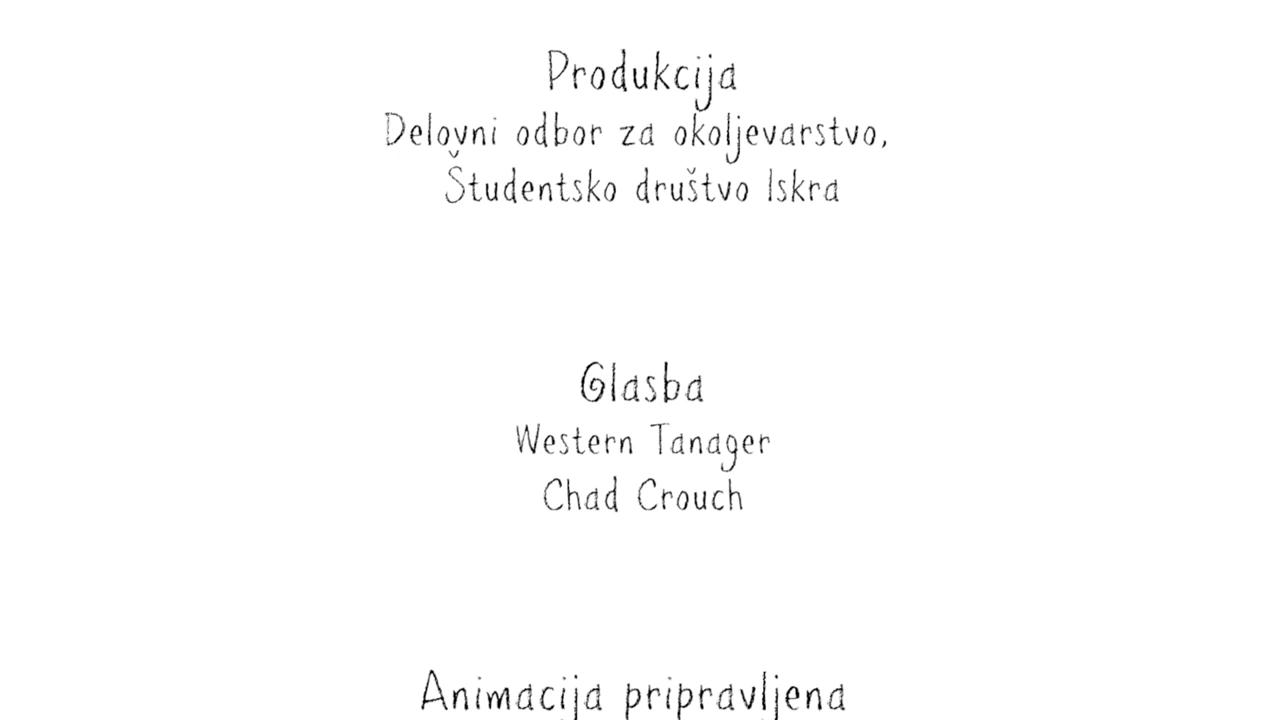 Produkcija
Delovni odbor za okoljevarstvo,
Študentsko društvo Iskra
Glasba
Western Tanager
Chad Crouch
Animacija pripravljena